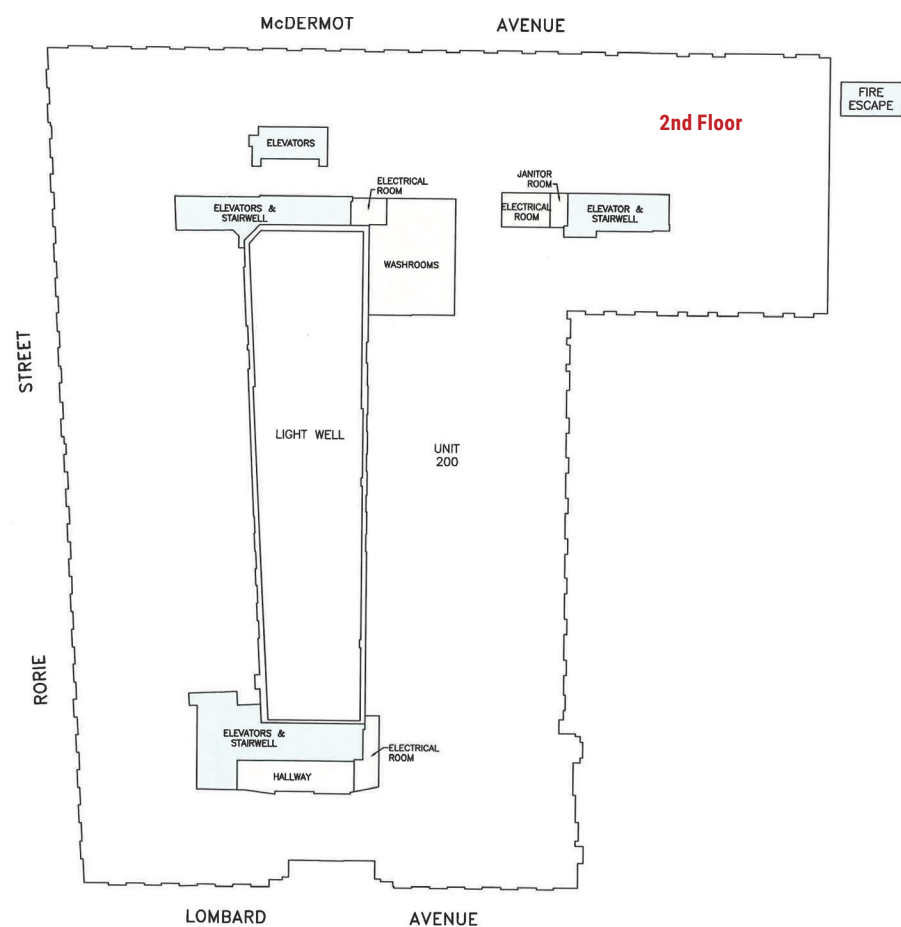 McDERMOT AVENUE
FIRE
ESCAPE
2nd Floor
ELEVATORS
JANITOR
ROOM
ELECTRICAL
ROOM
ELEVATORS &
STAIRWELL
ELECTRICAL
ROOM
ELEVATOR &
STAIRWELL
WASHROOMS
STREET
LIGHT WELL
UNIT
200
RORIE
ELEVATORS &
STAIRWELL
ELECTRICAL
ROOM
HALLWAY
LOMBARD AVENUE